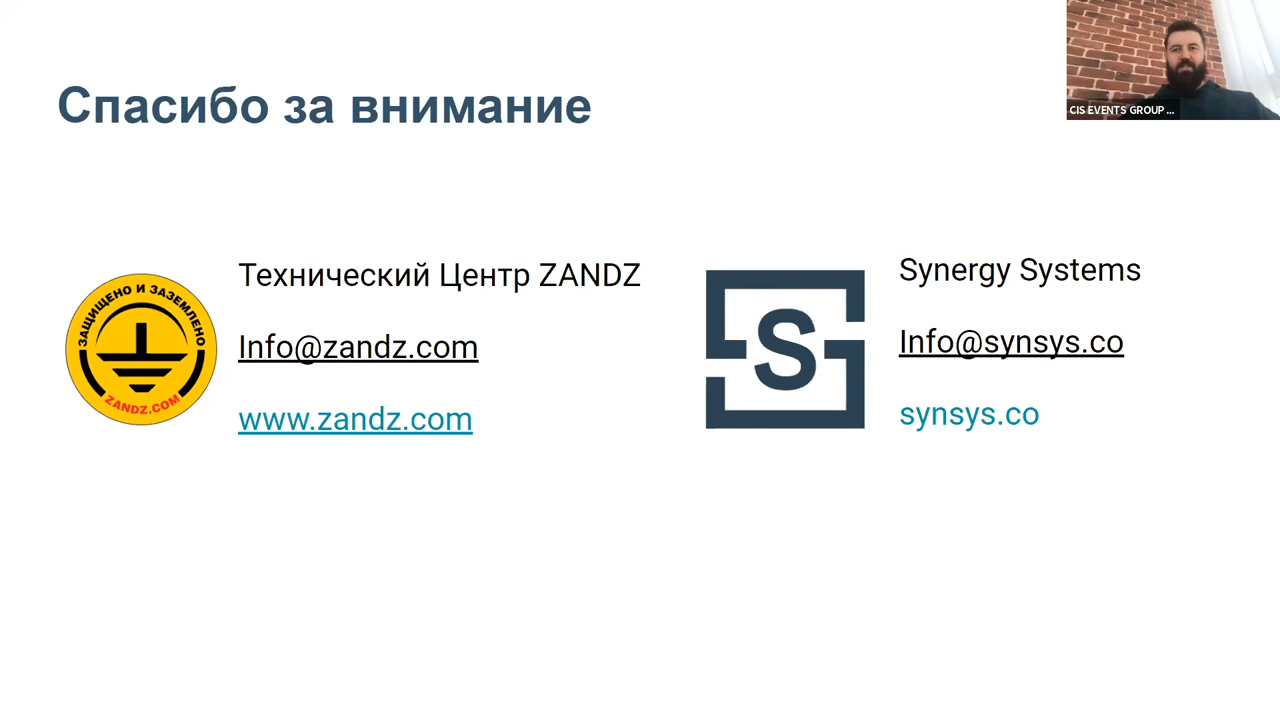 Спасибо за внимание
CIS EVENTS GROUP ...
ЗАЩИЩЕНО И ЗАЗЕМЛЕНО
ZANDZ.COM
Технический Центр ZANDZ
Info@zandz.com
www.zandz.com
S
Synergy Systems
Info@synsys.co
synsys.co